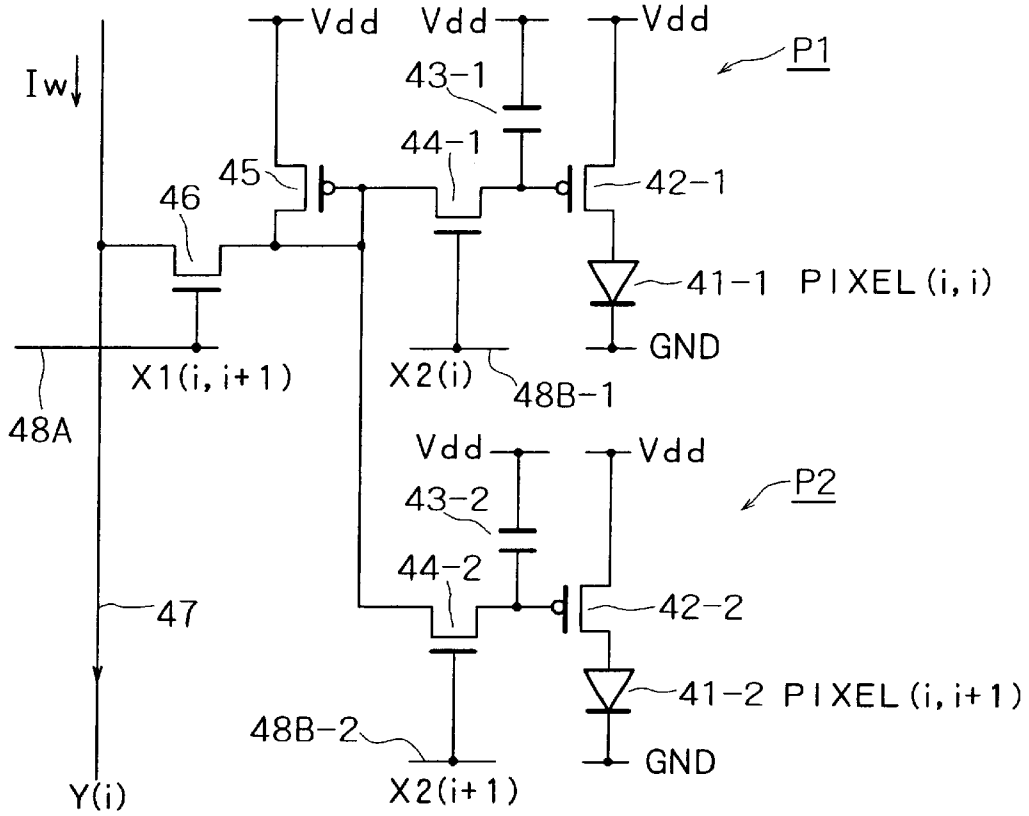 Vdd Vdd Vdd P1
Iw 43-1
44-1
45 42-1
46
41-1 PIXEL(i,i)
GND
X1(i,i+1) X2(i) 48B-1
48A
Vdd Vdd
43-2 P2
44-2
47 42-2
41-2 PIXEL(i,i+1)
48B-2
GND
Y(i) X2(i+1)